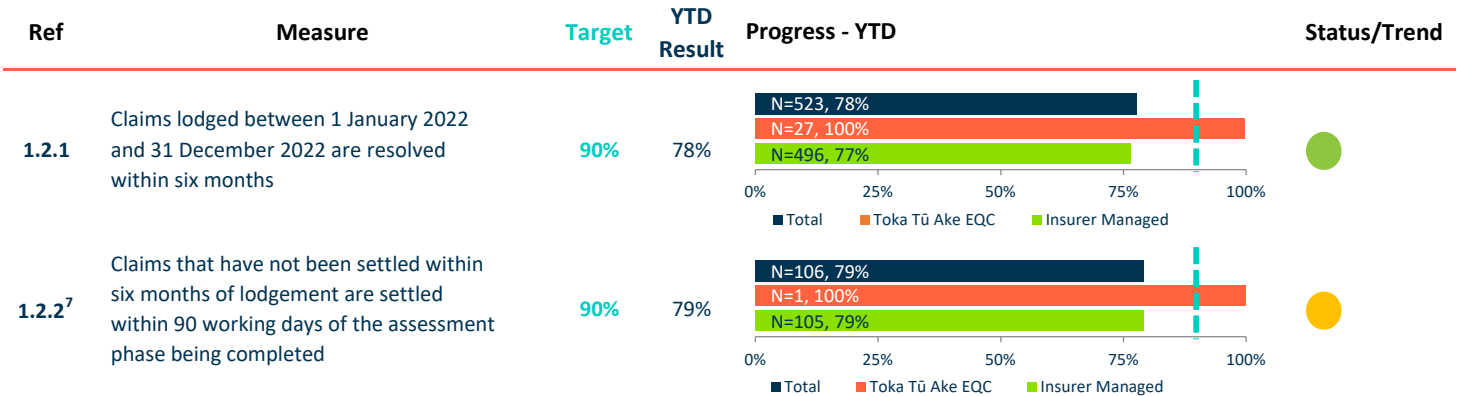 Ref Measure Target YTD Result Progress - YTD Status/Trend
1.2.1
Claims lodged between 1 January 2022
and 31 December 2022 are resolved
within six months
90%
78%
N=523, 78%
N=27, 100%
N=496, 77%
0% 25% 50% 75% 100%
Total Toka Tū Ake EQC Insurer Managed
1.2.2⁷
Claims that have not been settled within
six months of lodgement are settled
within 90 working days of the assessment
phase being completed
90%
79%
N=106, 79%
N=1, 100%
N=105, 79%
0% 25% 50% 75% 100%
Total Toka Tū Ake EQC Insurer Managed